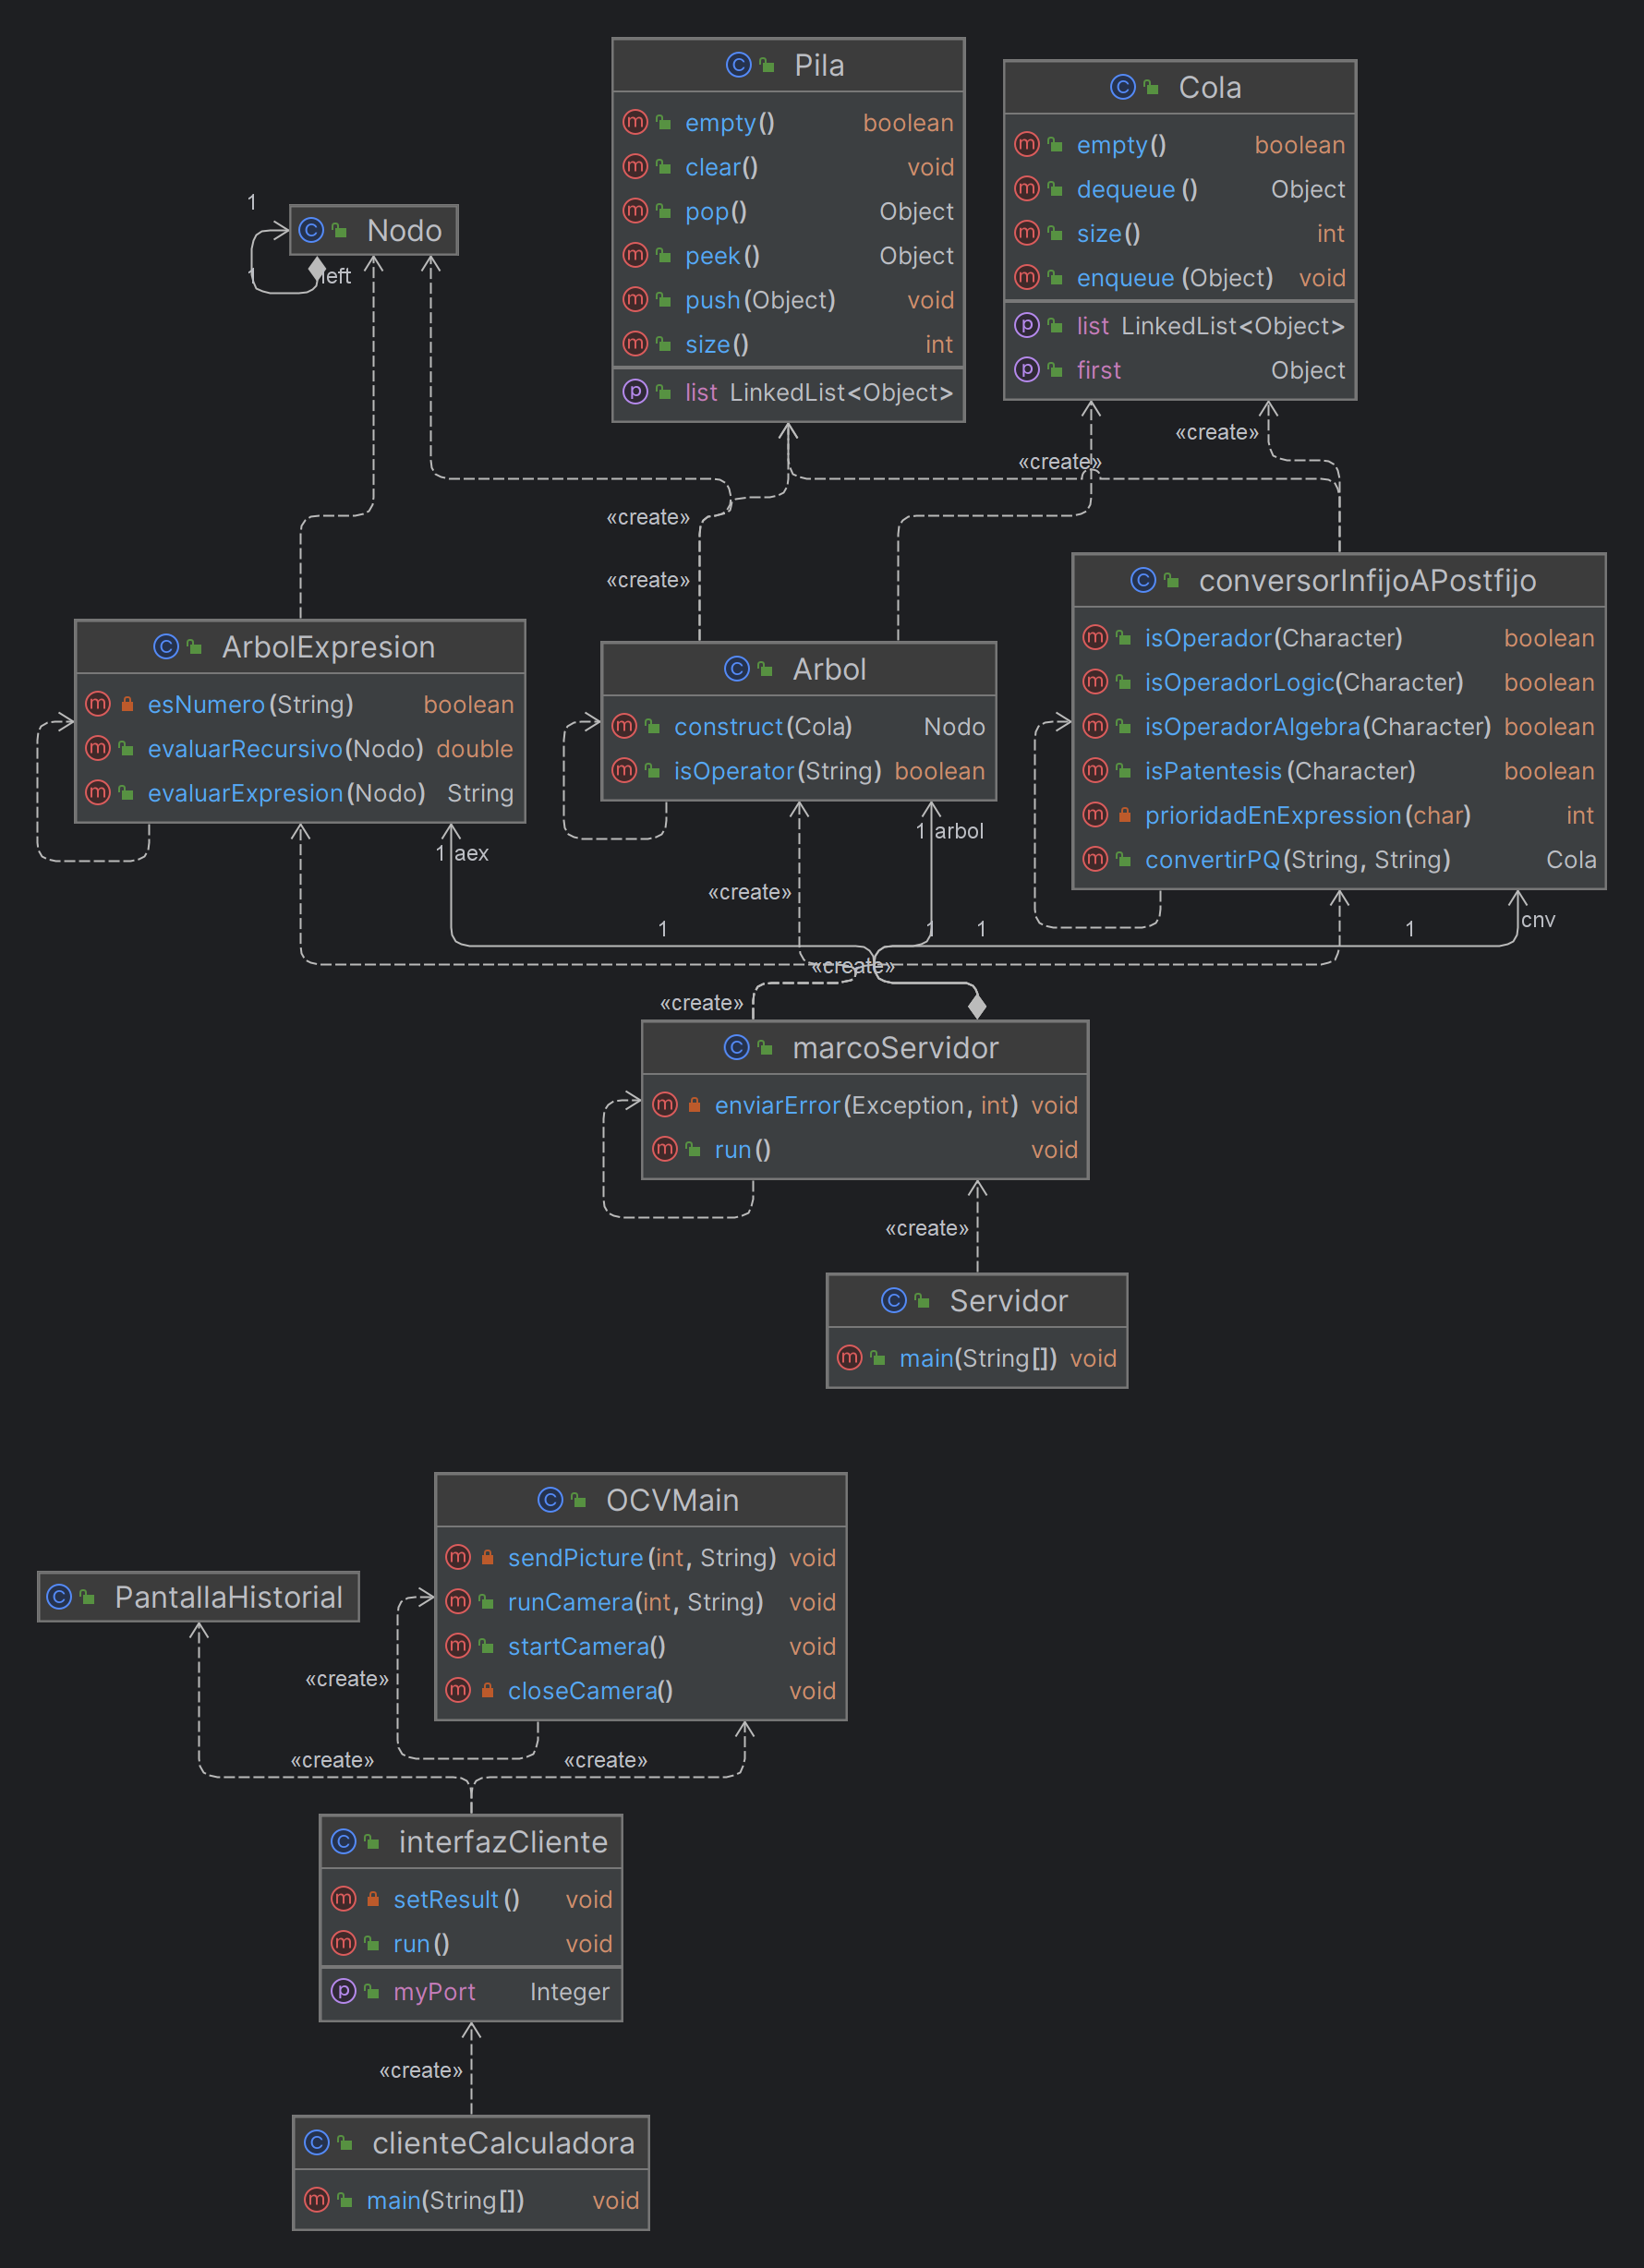 Pila
empty() boolean
clear() void
pop() Object
peek() Object
push(Object) void
size() int
list LinkedList<Object>
Cola
empty() boolean
dequeue() Object
size() int
enqueue(Object) void
list LinkedList<Object>
first Object
1
Nodo
1
left
«create»
«create»
«create»
«create»
ArbolExpresion
esNumero(String) boolean
evaluarRecursivo(Nodo) double
evaluarExpresion(Nodo) String
Arbol
construct(Cola) Nodo
isOperator(String) boolean
conversorInfijoAPostfijo
isOperador(Character) boolean
isOperadorLogic(Character) boolean
isOperadorAlgebra(Character) boolean
isPatentesis(Character) boolean
prioridadEnExpression(char) int
convertirPQ(String, String) Cola
1 aex
1 arbol
«create»
1
1
1
1
cnv
«create»
«create»
marcoServidor
enviarError(Exception, int) void
run() void
«create»
Servidor
main(String[]) void
OCVMain
sendPicture(int, String) void
runCamera(int, String) void
startCamera() void
closeCamera() void
PantallaHistorial
«create»
«create»
«create»
interfazCliente
setResult() void
run() void
myPort Integer
«create»
clienteCalculadora
main(String[]) void